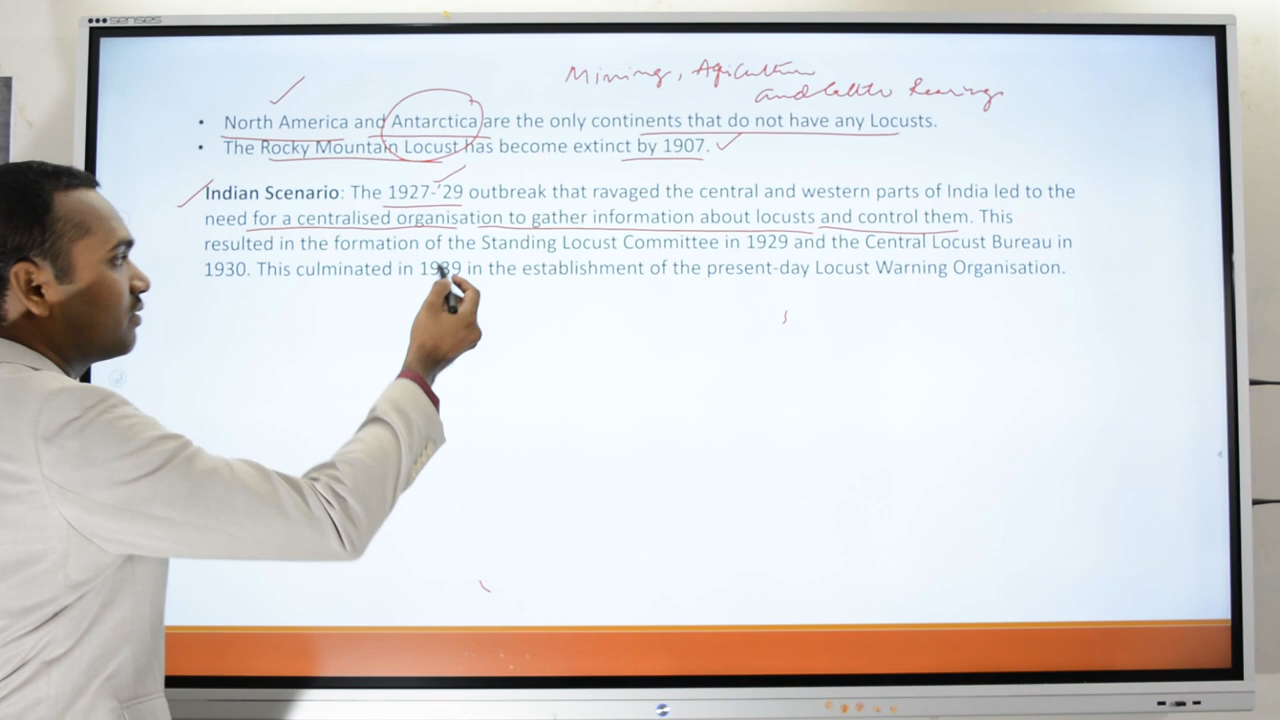 senses
Mining, Agriculture
and Cattle Rearing
• North America and Antarctica are the only continents that do not have any Locusts.
• The Rocky Mountain Locust has become extinct by 1907.
Indian Scenario: The 1927-'29 outbreak that ravaged the central and western parts of India led to the
need for a centralised organisation to gather information about locusts and control them. This
resulted in the formation of the Standing Locust Committee in 1929 and the Central Locust Bureau in
1930. This culminated in 1939 in the establishment of the present-day Locust Warning Organisation.